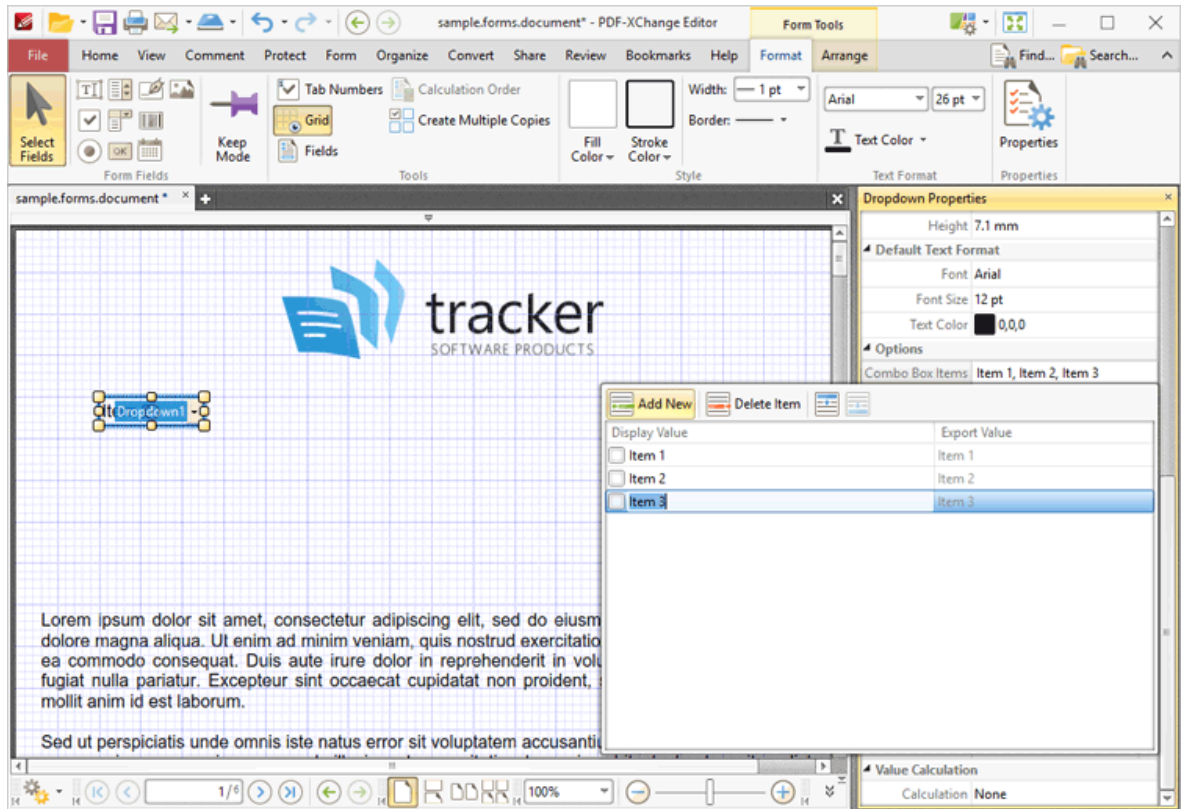 sample.forms.document* - PDF-XChange Editor
Form Tools
File Home View Comment Protect Form Organize Convert Share Review Bookmarks Help Format Arrange Find... Search...
Select Fields
OK
Form Fields
Keep Mode
Tab Numbers
Grid
Fields
Calculation Order
Create Multiple Copies
Tools
Fill Color
Stroke Color
Width: 1 pt
Border:
Style
Arial 26 pt
Text Color
Text Format
Properties
Properties
sample.forms.document *
Dropdown Properties
Height 7.1 mm
Default Text Format
Font Arial
Font Size 12 pt
Text Color 0,0,0
Options
Combo Box Items Item 1, Item 2, Item 3
tracker
SOFTWARE PRODUCTS
Dropdown1
Add New Delete Item
Display Value Export Value
Item 1 Item 1
Item 2 Item 2
Item 3 Item 3
Lorem ipsum dolor sit amet, consectetur adipiscing elit, sed do eiusm
dolore magna aliqua. Ut enim ad minim veniam, quis nostrud exercitatio
ea commodo consequat. Duis aute irure dolor in reprehenderit in volu
fugiat nulla pariatur. Excepteur sint occaecat cupidatat non proident, s
mollit anim id est laborum.
Sed ut perspiciatis unde omnis iste natus error sit voluptatem accusantiu
Value Calculation
Calculation None
1/6
100%